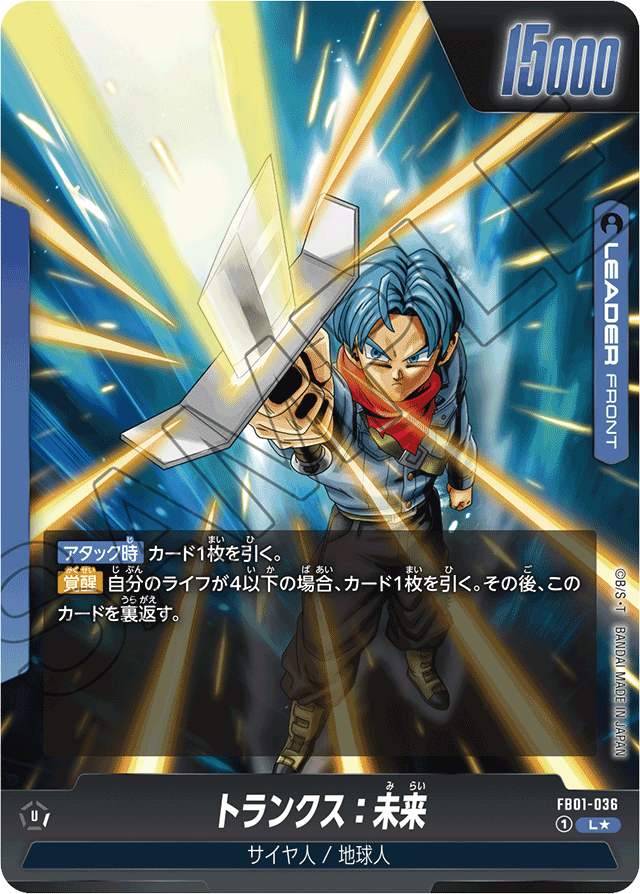 15000
LEADER FRONT
SAMPLE
アタック時 カード1枚を引く。
覚醒 自分のライフが4以下の場合、カード1枚を引く。その後、この
カードを裏返す。
©B/S・T BANDAI MADE IN JAPAN
U
トランクス：未来
FB01-036
1 L★
サイヤ人 / 地球人